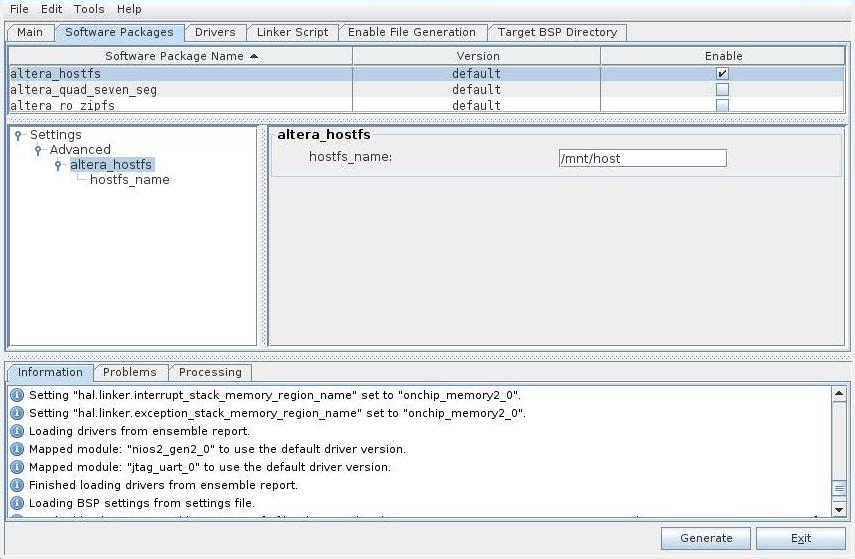 File Edit Tools Help
Main Software Packages Drivers Linker Script Enable File Generation Target BSP Directory
Software Package Name Version Enable
altera_hostfs default
altera_quad_seven_seg default
altera_ro_zipfs default
Settings
Advanced
altera_hostfs
hostfs_name
altera_hostfs
hostfs_name: /mnt/host
Information Problems Processing
Setting "hal.linker.interrupt_stack_memory_region_name" set to "onchip_memory2_0".
Setting "hal.linker.exception_stack_memory_region_name" set to "onchip_memory2_0".
Loading drivers from ensemble report.
Mapped module: "nios2_gen2_0" to use the default driver version.
Mapped module: "jtag_uart_0" to use the default driver version.
Finished loading drivers from ensemble report.
Loading BSP settings from settings file.
Generate Exit